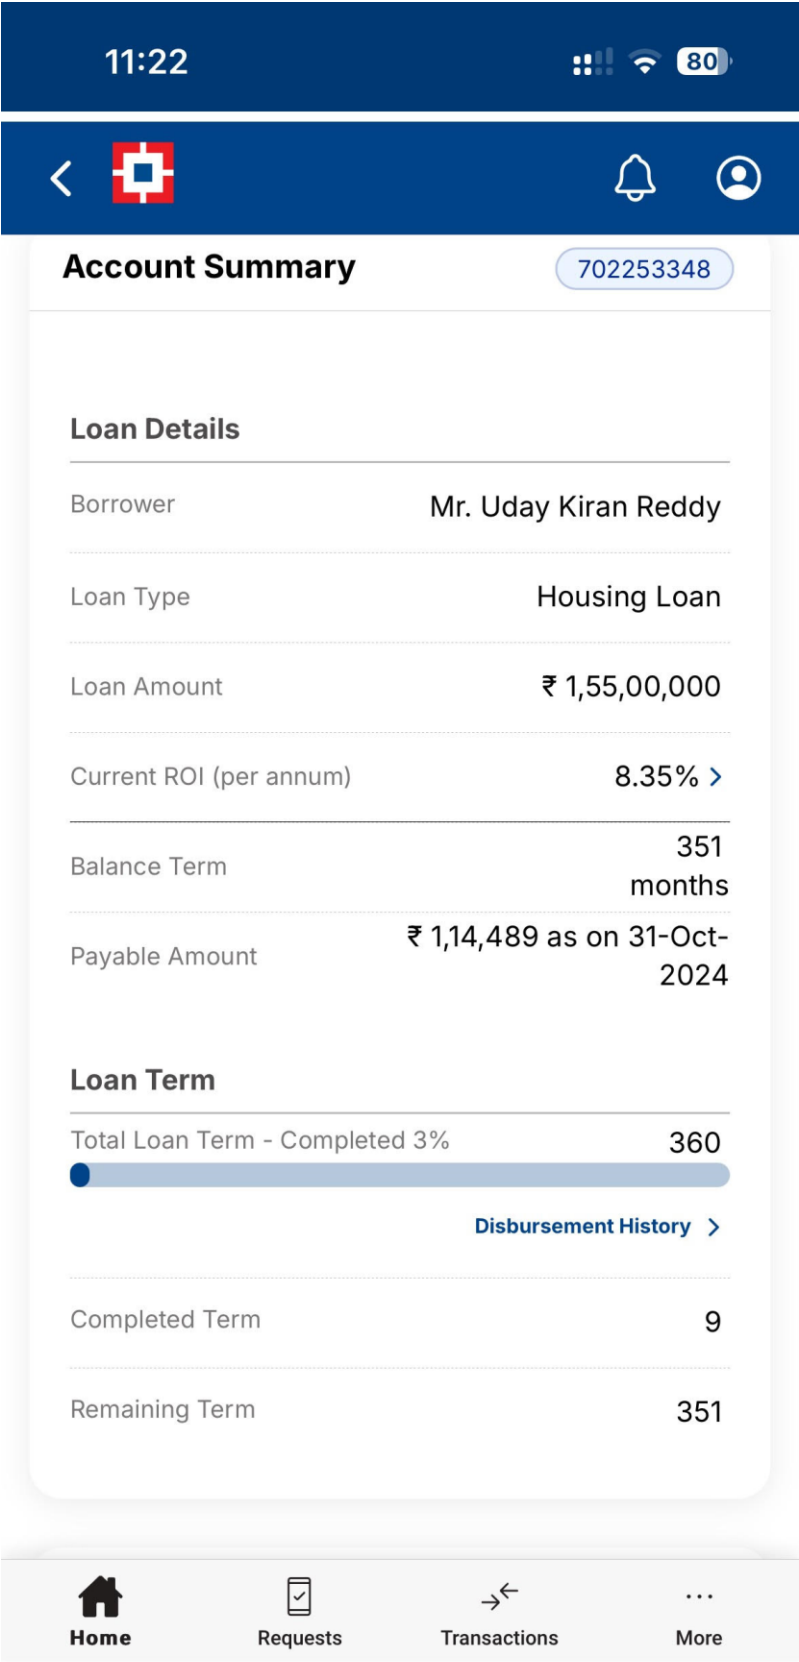 11:22
80
Account Summary
702253348
Loan Details
Borrower
Mr. Uday Kiran Reddy
Loan Type
Housing Loan
Loan Amount
₹ 1,55,00,000
Current ROI (per annum)
8.35%
Balance Term
351
months
Payable Amount
₹ 1,14,489 as on 31-Oct-
2024
Loan Term
Total Loan Term - Completed 3%
360
Disbursement History
Completed Term
9
Remaining Term
351
Home
Requests
Transactions
More